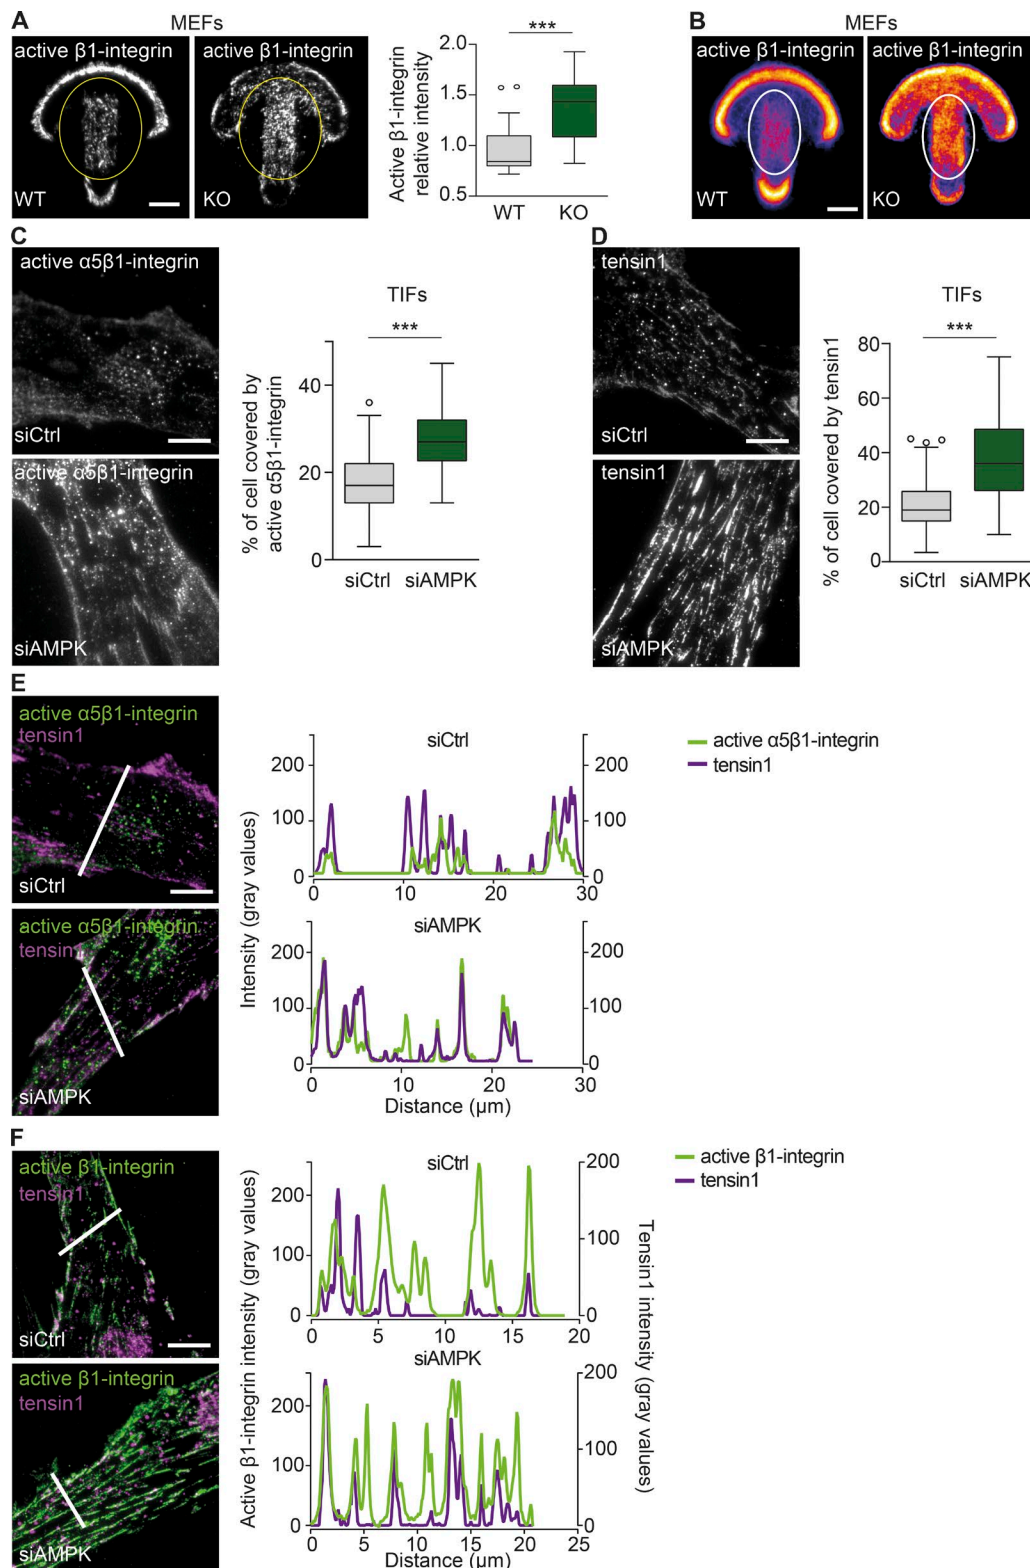 A
MEFs
active β1-integrin
active β1-integrin
WT
KO
Active β1-integrin
relative intensity
2.0
1.5
1.0
0.5
***
WT
KO
B
MEFs
active β1-integrin
active β1-integrin
WT
KO
C
active α5β1-integrin
siCtrl
active α5β1-integrin
siAMPK
TIFs
***
% of cell covered by
active α5β1-integrin
40
20
0
siCtrl
siAMPK
D
tensin1
siCtrl
tensin1
siAMPK
TIFs
***
% of cell covered by tensin1
80
60
40
20
0
siCtrl
siAMPK
E
active α5β1-integrin
tensin1
siCtrl
active α5β1-integrin
tensin1
siAMPK
Intensity (gray values)
siCtrl
200
100
0
200
100
0
0
10
20
30
active α5β1-integrin
tensin1
siAMPK
200
100
0
200
100
0
0
10
20
30
Distance (µm)
F
active β1-integrin
tensin1
siCtrl
active β1-integrin
tensin1
siAMPK
Active β1-integrin intensity (gray values)
siCtrl
200
100
0
200
100
0
0
5
10
15
20
active β1-integrin
tensin1
Tensin1 intensity (gray values)
siAMPK
200
100
0
200
100
0
0
5
10
15
20
25
Distance (µm)